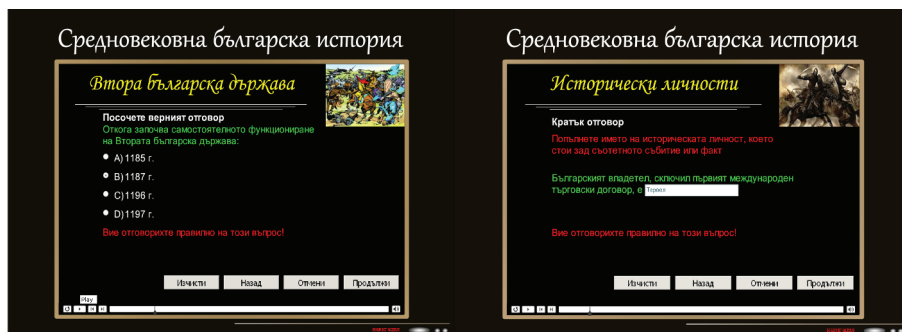 Средновековна българска история
Втора българска държава
Посочете верният отговор
Откога започва самостоятелното функциониране
на Втората българска държава:
А) 1185 г.
В) 1187 г.
С) 1196 г.
D) 1197 г.
Вие отговорихте правилно на този въпрос!
Изчисти Назад Отмени Продължи
Play
Средновековна българска история
Исторически личности
Кратък отговор
Попълнете името на историческата личност, което
стои зад съответното събитие или факт
Българският владетел, сключил първият международен
търговски договор, е Тервел
Вие отговорихте правилно на този въпрос!
Изчисти Назад Отмени Продължи